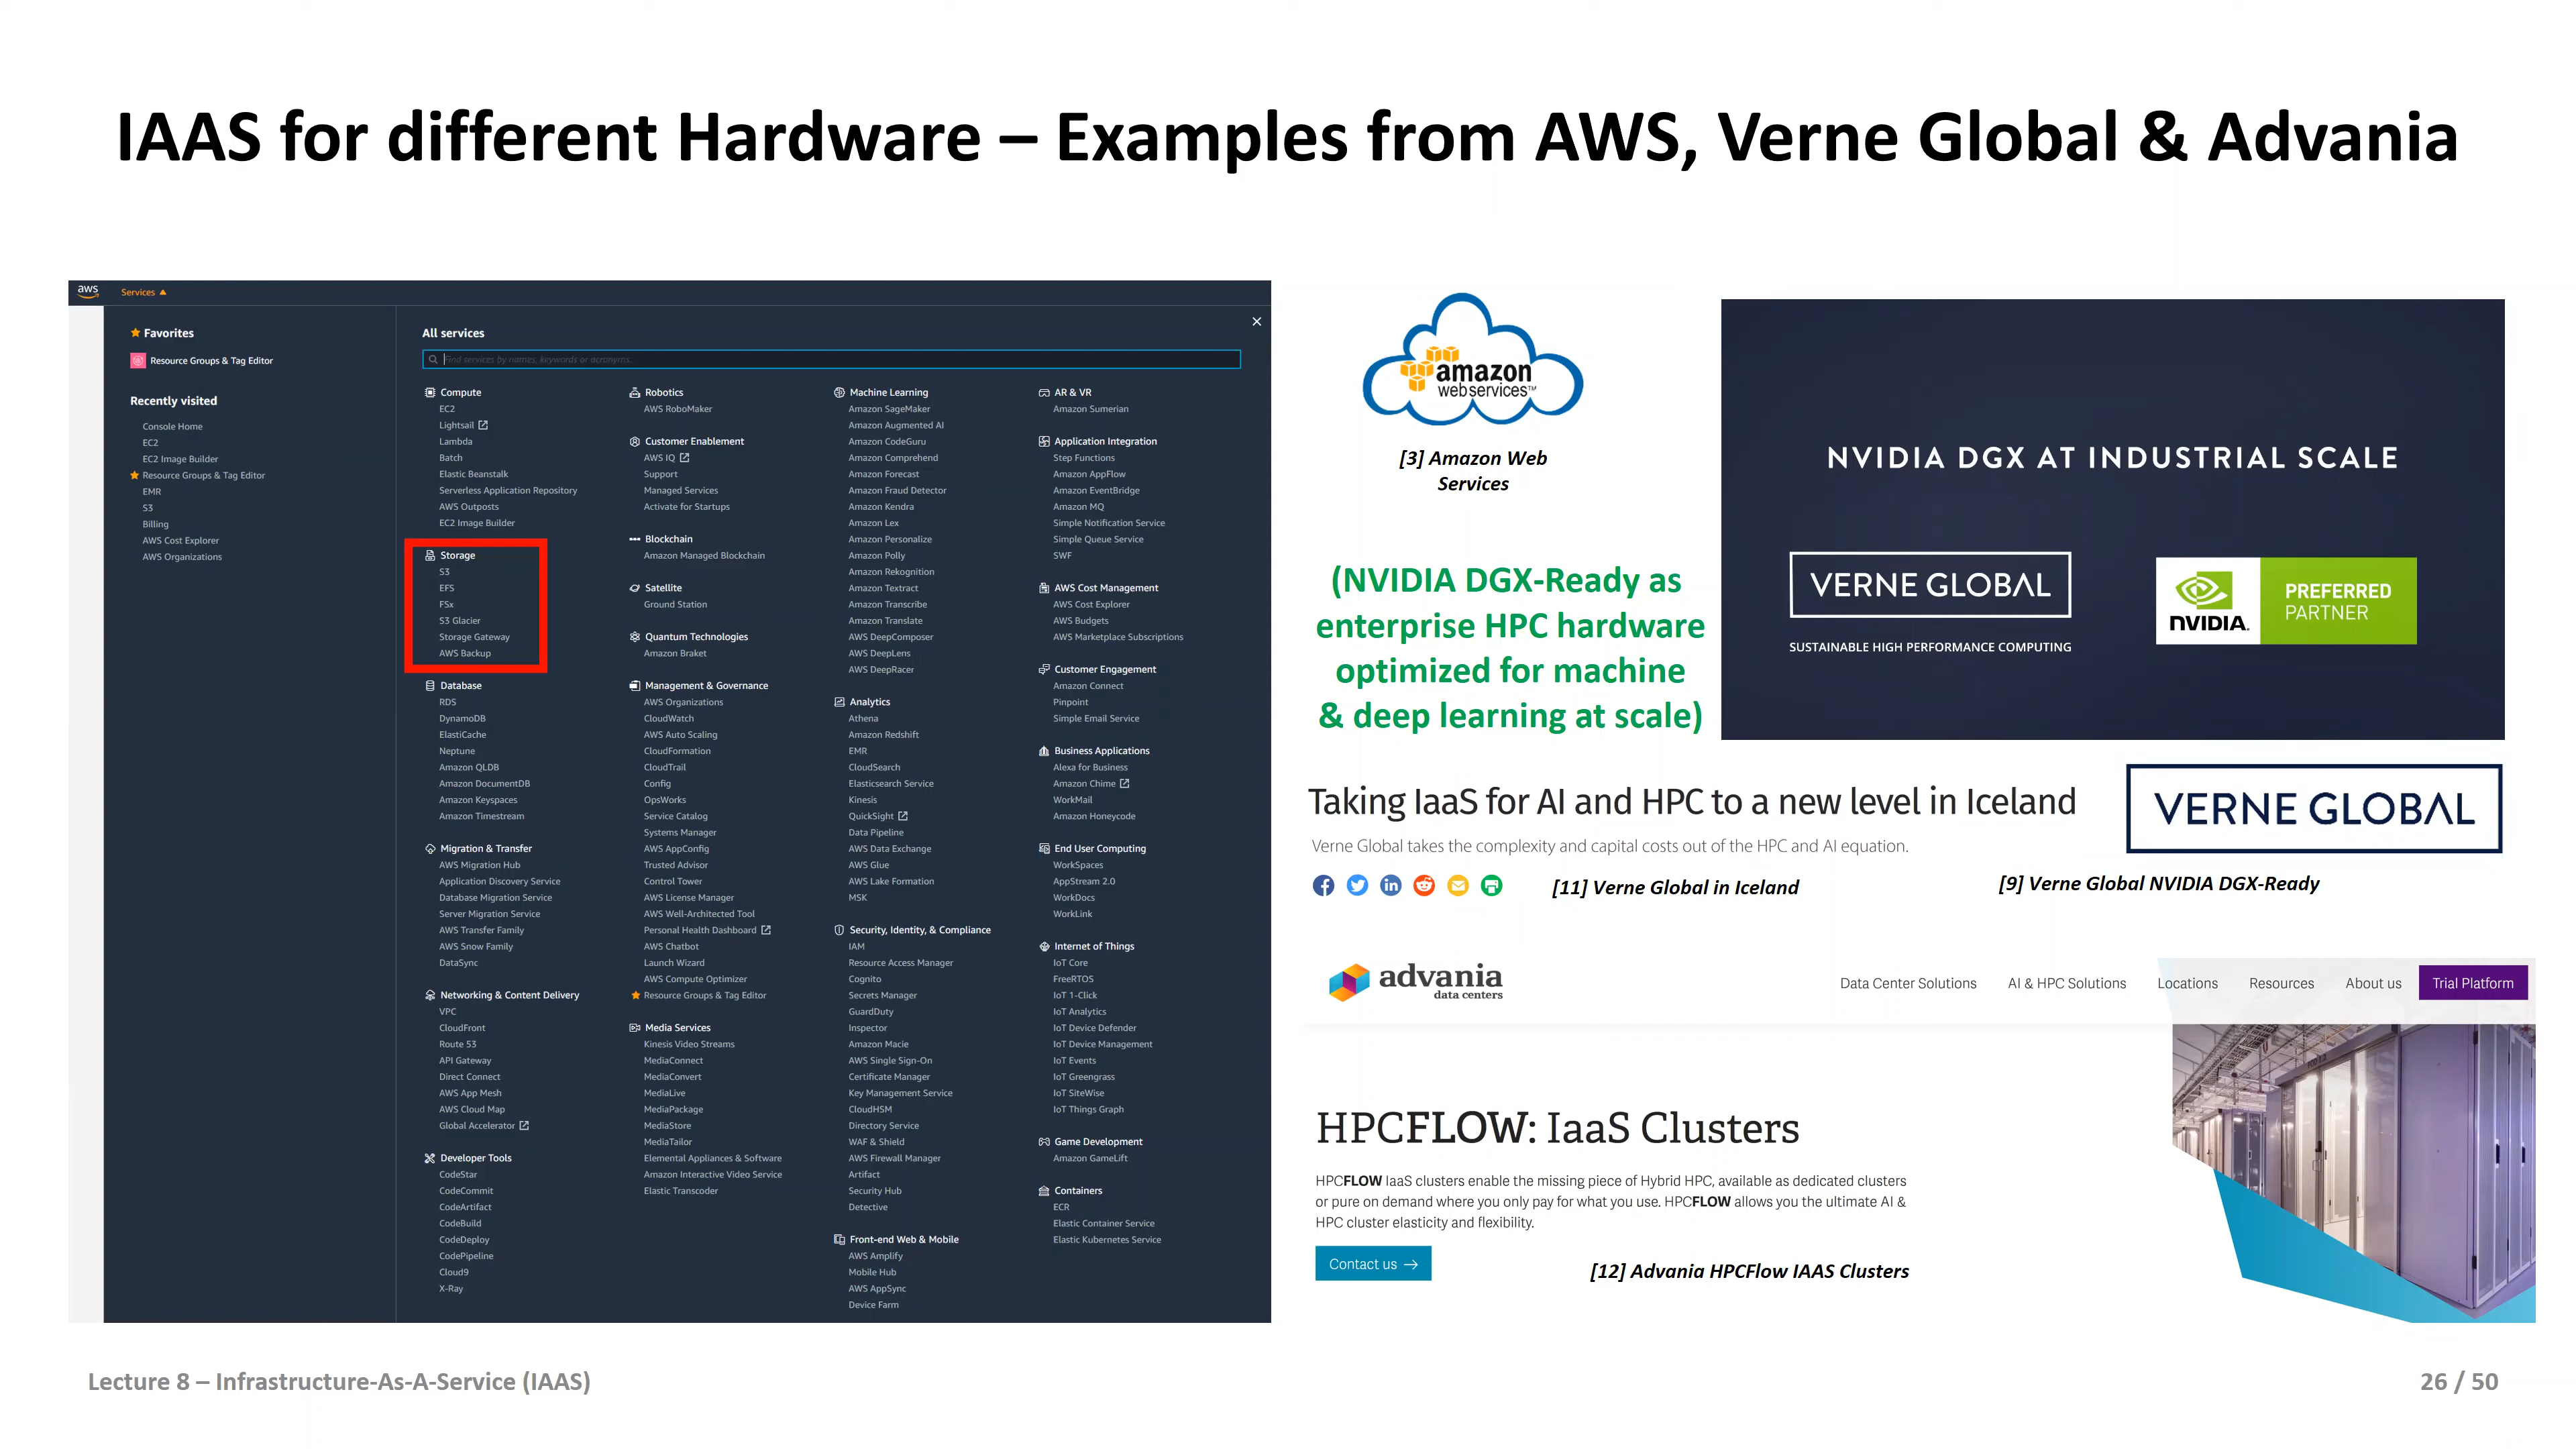 IAAS for different Hardware – Examples from AWS, Verne Global & Advania
aws
Services
Favorites
Resource Groups & Tag Editor
Recently visited
Console Home
EC2
EC2 Image Builder
Resource Groups & Tag Editor
EMR
S3
Billing
AWS Cost Explorer
AWS Organizations
All services
Find services by names, keywords or acronyms.
Compute
EC2
Lightsail
Lambda
Batch
Elastic Beanstalk
Serverless Application Repository
AWS Outposts
EC2 Image Builder
Storage
S3
EFS
FSx
S3 Glacier
Storage Gateway
AWS Backup
Database
RDS
DynamoDB
ElastiCache
Neptune
Amazon QLDB
Amazon DocumentDB
Amazon Keyspaces
Amazon Timestream
Migration & Transfer
AWS Migration Hub
Application Discovery Service
Database Migration Service
Server Migration Service
AWS Transfer Family
AWS Snow Family
DataSync
Networking & Content Delivery
VPC
CloudFront
Route 53
API Gateway
Direct Connect
AWS App Mesh
AWS Cloud Map
Global Accelerator
Developer Tools
CodeStar
CodeCommit
CodeArtifact
CodeBuild
CodeDeploy
CodePipeline
Cloud9
X-Ray
Robotics
AWS RoboMaker
Customer Enablement
AWS IQ
Support
Managed Services
Activate for Startups
Blockchain
Amazon Managed Blockchain
Satellite
Ground Station
Quantum Technologies
Amazon Braket
Management & Governance
AWS Organizations
CloudWatch
AWS Auto Scaling
CloudFormation
CloudTrail
Config
OpsWorks
Service Catalog
Systems Manager
AWS AppConfig
Trusted Advisor
Control Tower
AWS License Manager
AWS Well-Architected Tool
Personal Health Dashboard
AWS Chatbot
Launch Wizard
AWS Compute Optimizer
Resource Groups & Tag Editor
Media Services
Kinesis Video Streams
MediaConnect
MediaConvert
MediaLive
MediaPackage
MediaStore
MediaTailor
Elemental Appliances & Software
Amazon Interactive Video Service
Elastic Transcoder
Machine Learning
Amazon SageMaker
Amazon Augmented AI
Amazon CodeGuru
Amazon Comprehend
Amazon Forecast
Amazon Fraud Detector
Amazon Kendra
Amazon Lex
Amazon Personalize
Amazon Polly
Amazon Rekognition
Amazon Textract
Amazon Transcribe
Amazon Translate
AWS DeepComposer
AWS DeepLens
AWS DeepRacer
Analytics
Athena
Amazon Redshift
EMR
CloudSearch
Elasticsearch Service
Kinesis
QuickSight
Data Pipeline
AWS Data Exchange
AWS Glue
AWS Lake Formation
MSK
Security, Identity, & Compliance
IAM
Resource Access Manager
Cognito
Secrets Manager
GuardDuty
Inspector
Amazon Macie
AWS Single Sign-On
Certificate Manager
Key Management Service
CloudHSM
Directory Service
WAF & Shield
AWS Firewall Manager
Artifact
Security Hub
Detective
Front-end Web & Mobile
AWS Amplify
Mobile Hub
AWS AppSync
Device Farm
AR & VR
Amazon Sumerian
Application Integration
Step Functions
Amazon AppFlow
Amazon EventBridge
Amazon MQ
Simple Notification Service
Simple Queue Service
SWF
AWS Cost Management
AWS Cost Explorer
AWS Budgets
AWS Marketplace Subscriptions
Customer Engagement
Amazon Connect
Pinpoint
Simple Email Service
Business Applications
Alexa for Business
Amazon Chime
WorkMail
Amazon Honeycode
End User Computing
WorkSpaces
AppStream 2.0
WorkDocs
WorkLink
Internet of Things
IoT Core
FreeRTOS
IoT 1-Click
IoT Analytics
IoT Device Defender
IoT Device Management
IoT Events
IoT Greengrass
IoT SiteWise
IoT Things Graph
Game Development
Amazon GameLift
Containers
ECR
Elastic Container Service
Elastic Kubernetes Service
amazon
webservices™
[3] Amazon Web
Services
(NVIDIA DGX-Ready as
enterprise HPC hardware
optimized for machine
& deep learning at scale)
NVIDIA DGX AT INDUSTRIAL SCALE
VERNE GLOBAL
SUSTAINABLE HIGH PERFORMANCE COMPUTING
NVIDIA.
PREFERRED
PARTNER
Taking IaaS for AI and HPC to a new level in Iceland
Verne Global takes the complexity and capital costs out of the HPC and AI equation.
VERNE GLOBAL
[11] Verne Global in Iceland
[9] Verne Global NVIDIA DGX-Ready
advania
data centers
Data Center Solutions
AI & HPC Solutions
Locations
Resources
About us
Trial Platform
HPCFLOW: IaaS Clusters
HPCFLOW IaaS clusters enable the missing piece of Hybrid HPC, available as dedicated clusters
or pure on demand where you only pay for what you use. HPCFLOW allows you the ultimate AI &
HPC cluster elasticity and flexibility.
Contact us →
[12] Advania HPCFlow IAAS Clusters
Lecture 8 – Infrastructure-As-A-Service (IAAS)
26 / 50